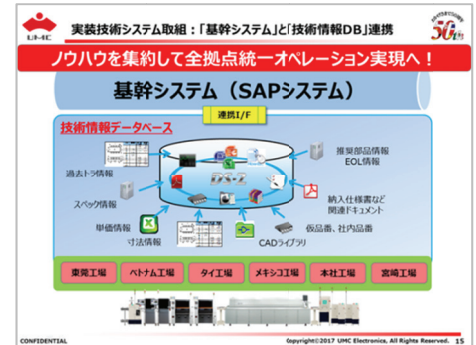 UMC
実装技術システム取組：「基幹システム」と「技術情報DB」連携
ノウハウを集約して全拠点統一オペレーション実現へ！
基幹システム（SAPシステム）
連携I/F
技術情報データベース
過去トラ情報
推奨部品情報
EOL情報
DS-2
スペック情報
納入仕様書など
関連ドキュメント
単価情報
寸法情報
CADライブラリ
仮品番、社内品番
東莞工場
ベトナム工場
タイ工場
メキシコ工場
本社工場
宮崎工場
CONFIDENTIAL
Copyright©2017 UMC Electronics, All Rights Reserved. 15